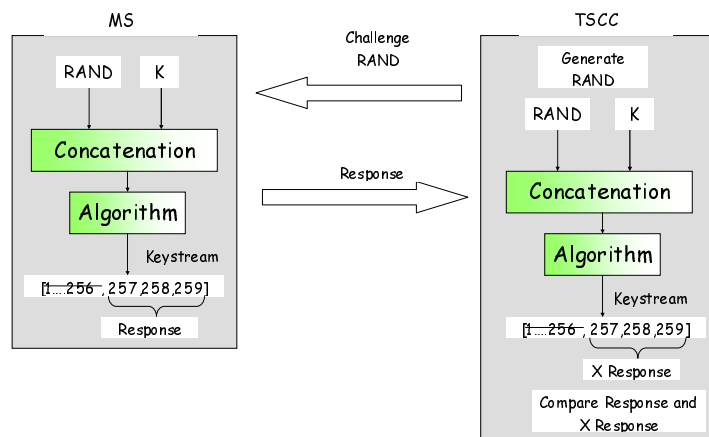 MS
RAND K
Concatenation
Algorithm
Keystream
[1....256 , 257,258,259]
Response
Challenge
RAND
Response
TSCC
Generate
RAND
RAND K
Concatenation
Algorithm
Keystream
[1....256 , 257,258,259]
X Response
Compare Response and
X Response